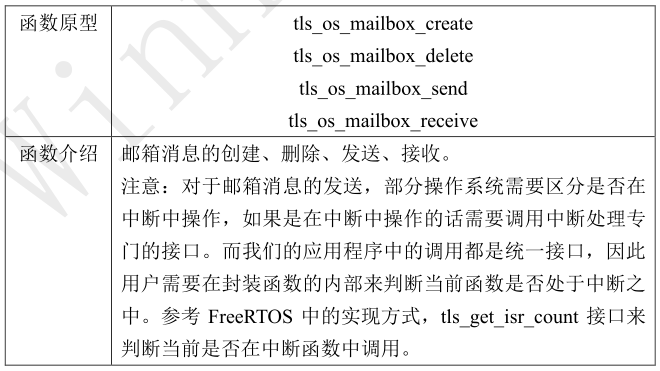 函数原型
tls_os_mailbox_create
tls_os_mailbox_delete
tls_os_mailbox_send
tls_os_mailbox_receive
函数介绍
邮箱消息的创建、删除、发送、接收。
注意：对于邮箱消息的发送，部分操作系统需要区分是否在
中断中操作，如果是在中断中操作的话需要调用中断处理专
门的接口。而我们的应用程序中的调用都是统一接口，因此
用户需要在封装函数的内部来判断当前函数是否处于中断之
中。参考 FreeRTOS 中的实现方式，tls_get_isr_count 接口来
判断当前是否在中断函数中调用。